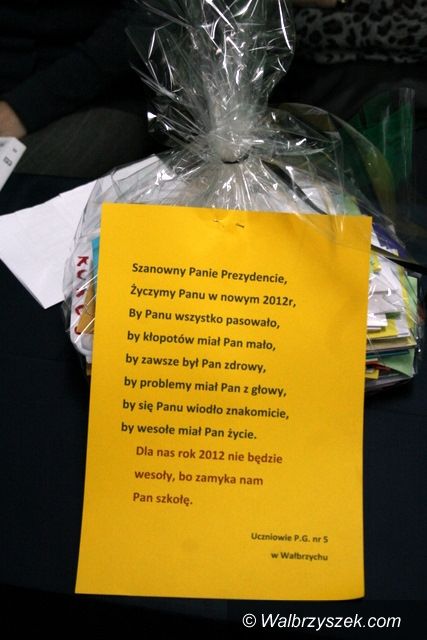 Szanowny Panie Prezydencie,
Życzymy Panu w nowym 2012r,
By Panu wszystko pasowało,
by kłopotów miał Pan mało,
by zawsze był Pan zdrowy,
by problemy miał Pan z głowy,
by się Panu wiodło znakomicie,
by wesołe miał Pan życie.
Dla nas rok 2012 nie będzie
wesoły, bo zamyka nam
Pan szkołę.
Uczniowie P.G. nr 5
w Wałbrzychu
© Walbrzyszek.com